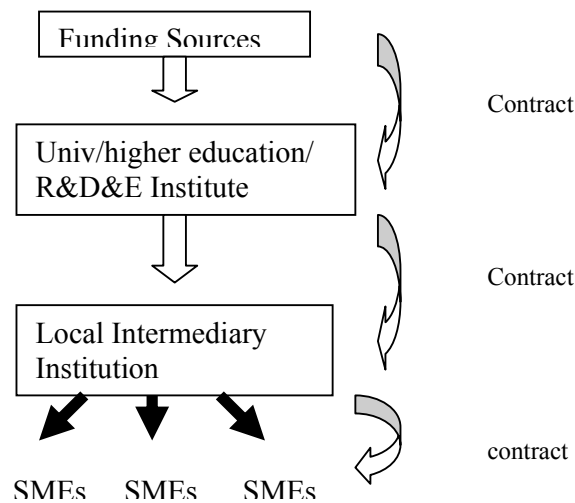 Funding Sources
Contract
Univ/higher education/
R&D&E Institute
Contract
Local Intermediary
Institution
contract
SMEs SMEs SMEs